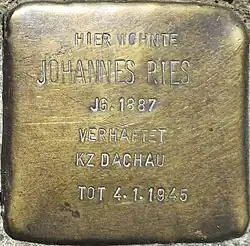 HIER WOHNTE
JOHANNES RIES
JG. 1887
VERHAFTET
KZ DACHAU
TOT 4.1.1945